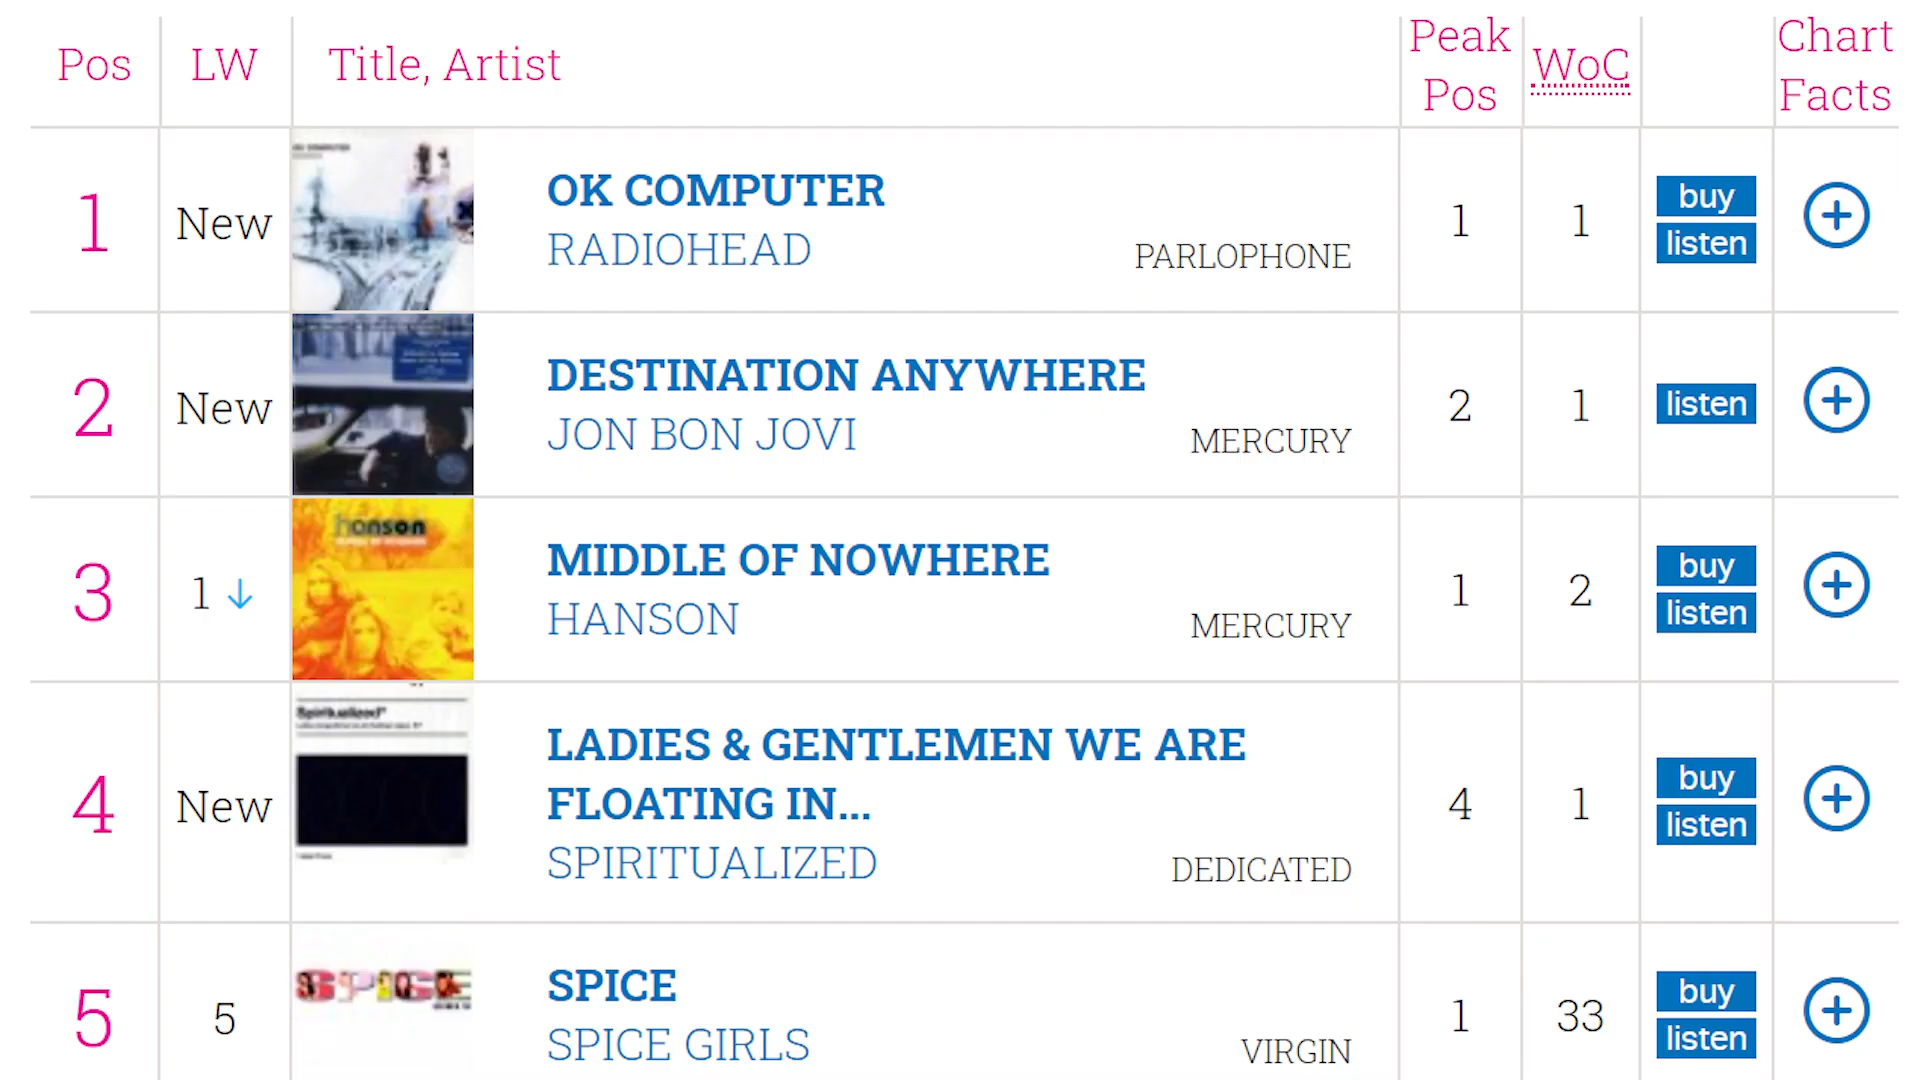 Pos LW Title, Artist Peak Pos WoC Chart Facts
1 New OK COMPUTER
RADIOHEAD PARLOPHONE 1 1 buy listen
2 New DESTINATION ANYWHERE
JON BON JOVI MERCURY 2 1 listen
hanson
3 1 ↓ MIDDLE OF NOWHERE
HANSON MERCURY 1 2 buy listen
Spiritualized
4 New LADIES & GENTLEMEN WE ARE
FLOATING IN...
SPIRITUALIZED DEDICATED 4 1 buy listen
SPICE
5 5 SPICE
SPICE GIRLS VIRGIN 1 33 buy listen